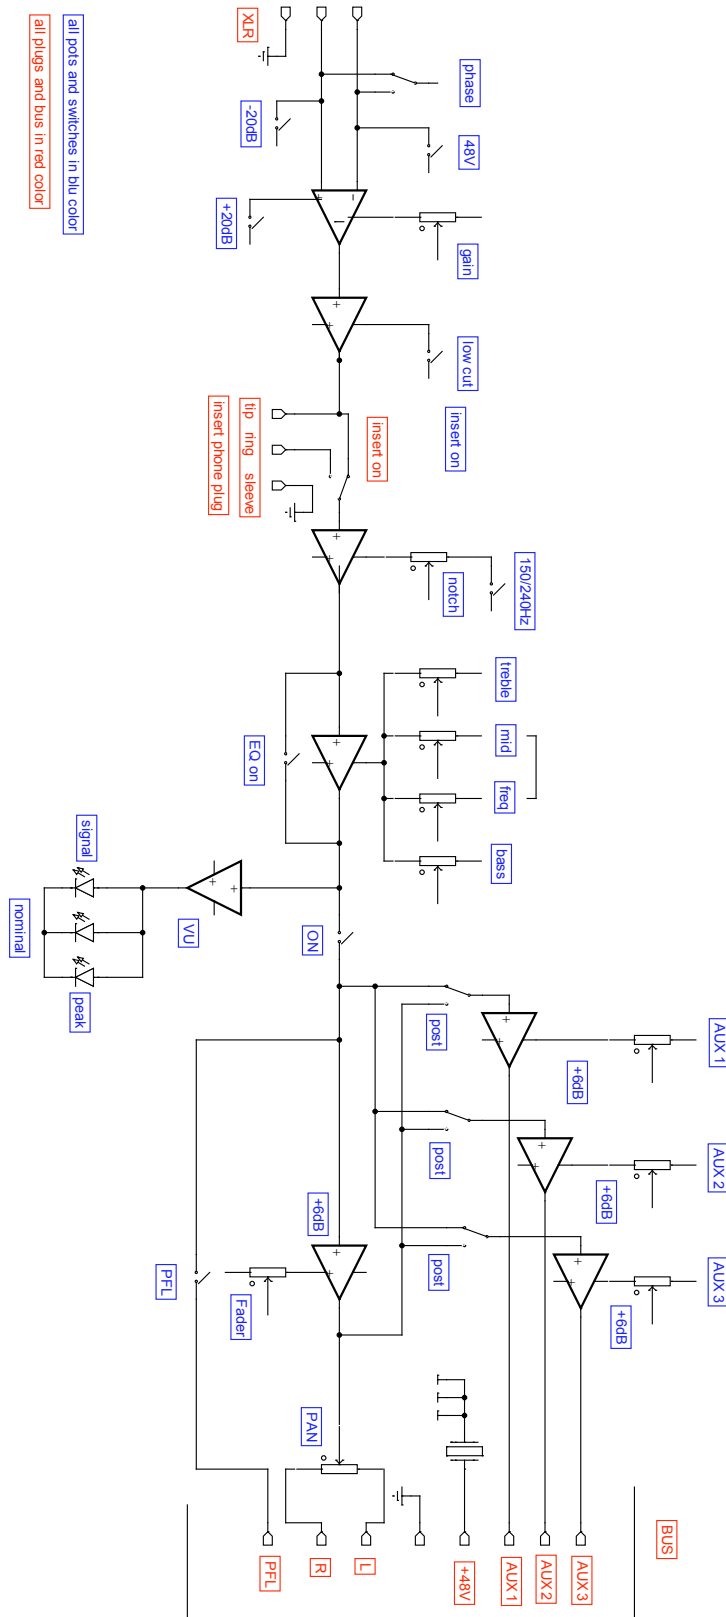 XLR
phase
-20dB
48V
+20dB
gain
low cut
insert on
insert on
tip ring sleeve
insert phone plug
notch
150/240Hz
treble
mid
freq
bass
EQ on
signal
nominal
peak
VU
ON
post
post
post
+6dB
+6dB
+6dB
AUX 1
AUX 2
AUX 3
PFL
+6dB
Fader
PAN
PFL
R
L
+48V
AUX 1
AUX 2
AUX 3
BUS
all pots and switches in blu color
all plugs and bus in red color